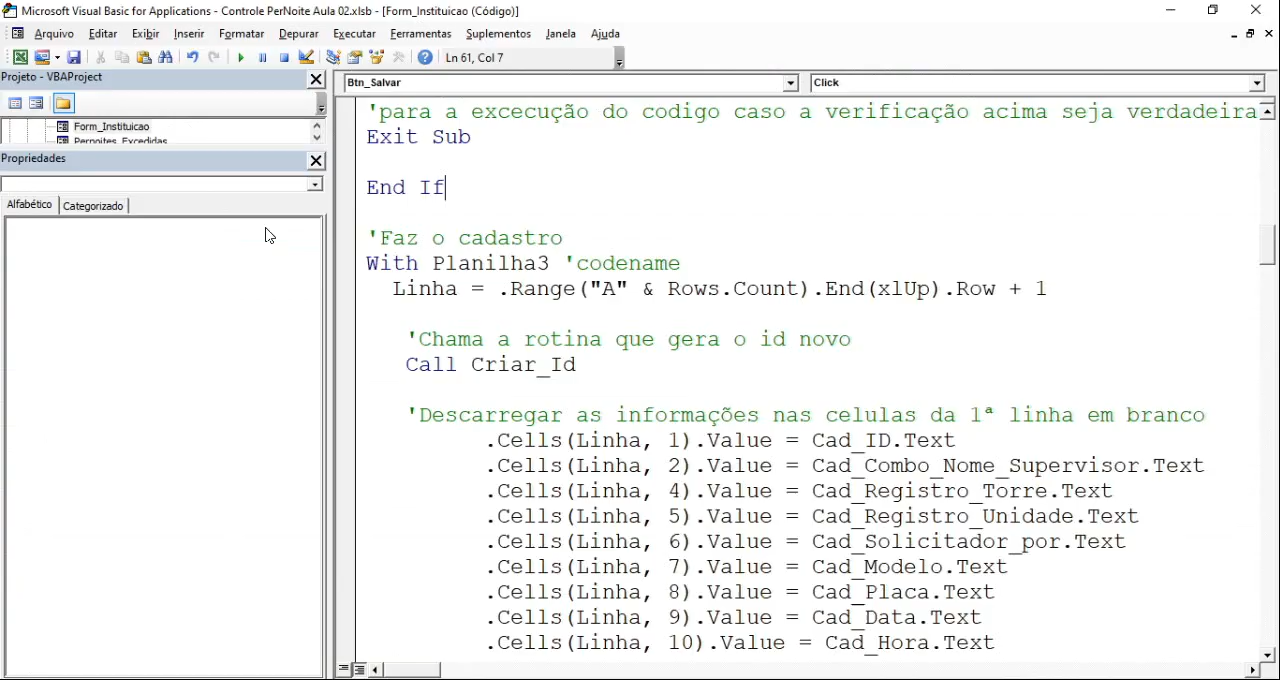 Microsoft Visual Basic for Applications - Controle PerNoite Aula 02.xlsb - [Form_Instituicao (Código)]
Arquivo Editar Exibir Inserir Formatar Depurar Executar Ferramentas Suplementos Janela Ajuda
Ln 61, Col 7
Projeto - VBAProject
Form_Instituicao
Pernoites_Excedidas
Propriedades
Alfabético Categorizado
Btn_Salvar Click
'para a excecução do codigo caso a verificação acima seja verdadeira
Exit Sub
End If
'Faz o cadastro
With Planilha3 'codename
Linha = .Range("A" & Rows.Count).End(xlUp).Row + 1
'Chama a rotina que gera o id novo
Call Criar_Id
'Descarregar as informações nas celulas da 1ª linha em branco
.Cells(Linha, 1).Value = Cad_ID.Text
.Cells(Linha, 2).Value = Cad_Combo_Nome_Supervisor.Text
.Cells(Linha, 4).Value = Cad_Registro_Torre.Text
.Cells(Linha, 5).Value = Cad_Registro_Unidade.Text
.Cells(Linha, 6).Value = Cad_Solicitador_por.Text
.Cells(Linha, 7).Value = Cad_Modelo.Text
.Cells(Linha, 8).Value = Cad_Placa.Text
.Cells(Linha, 9).Value = Cad_Data.Text
.Cells(Linha, 10).Value = Cad_Hora.Text